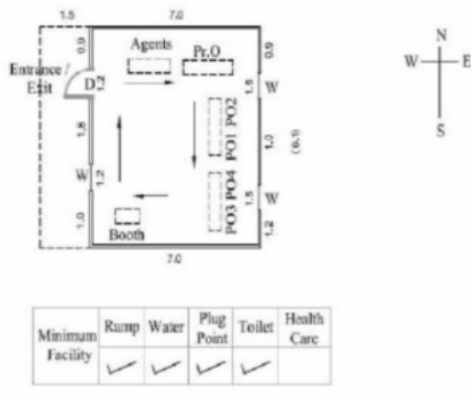 1.5 7.0
Agents
Pr.O
0.9
0.9
N
Entrance /
Exit
D
1.2
W E
1.5
W
S
PO1 PO2
1.8
1.0
W
1.2
PO3 PO4
1.5
W
1.0
Booth
1.2
7.0
Minimum Facility Ramp Water Plug Point Toilet Health Care